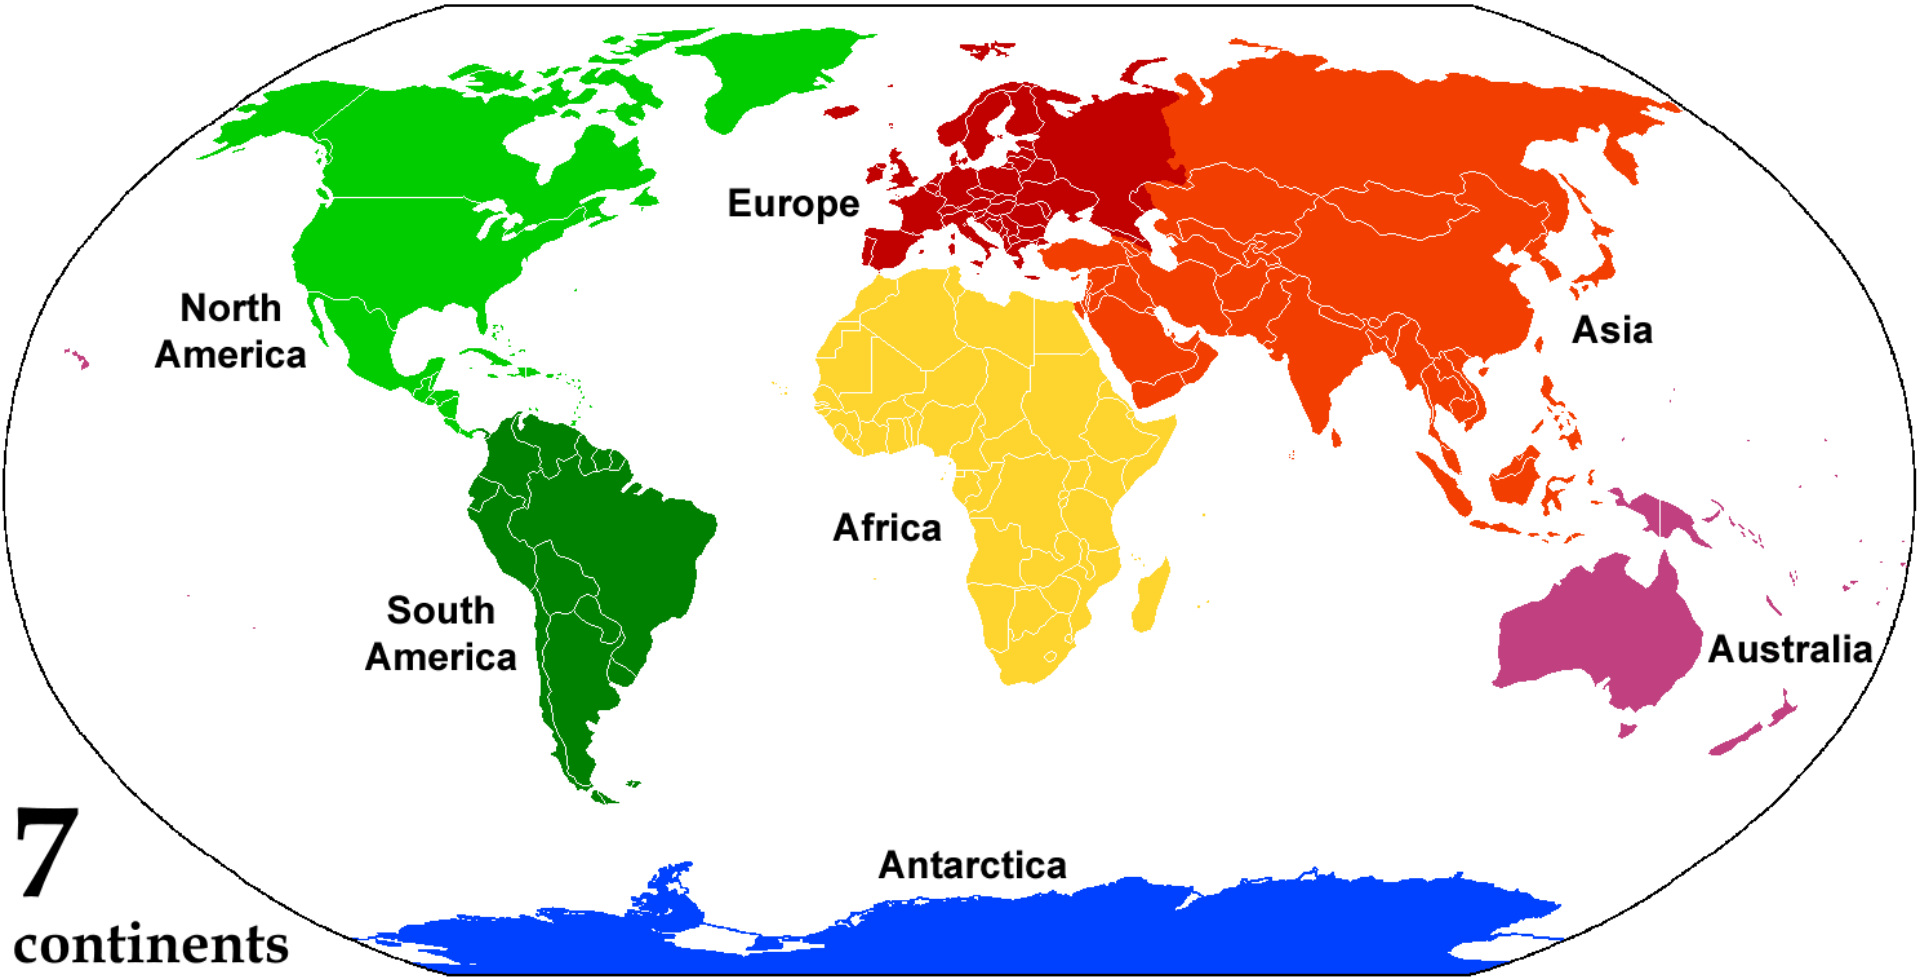 Europe
North
America
Asia
Africa
South
America
Australia
Antarctica
7
continents